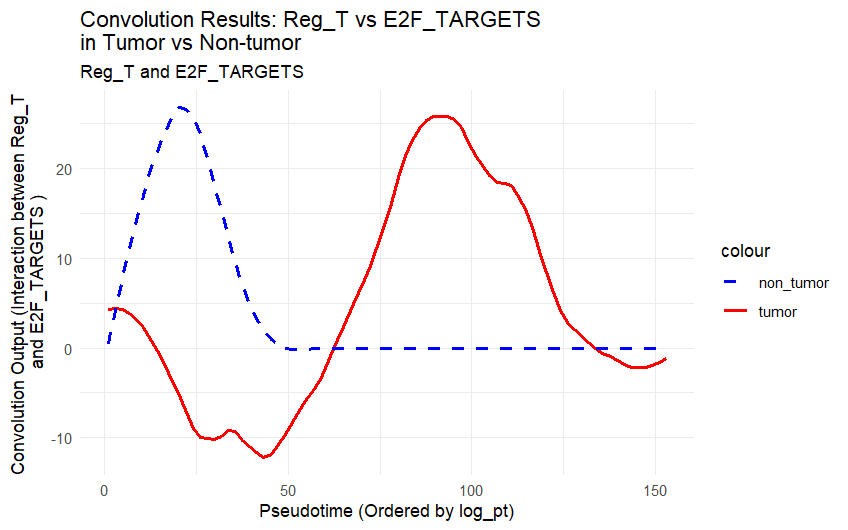 Convolution Results: Reg_T vs E2F_TARGETS
in Tumor vs Non-tumor
Reg_T and E2F_TARGETS
Convolution Output (Interaction between Reg_T
and E2F_TARGETS )
20
10
0
-10
0
50
100
150
Pseudotime (Ordered by log_pt)
colour
non_tumor
tumor